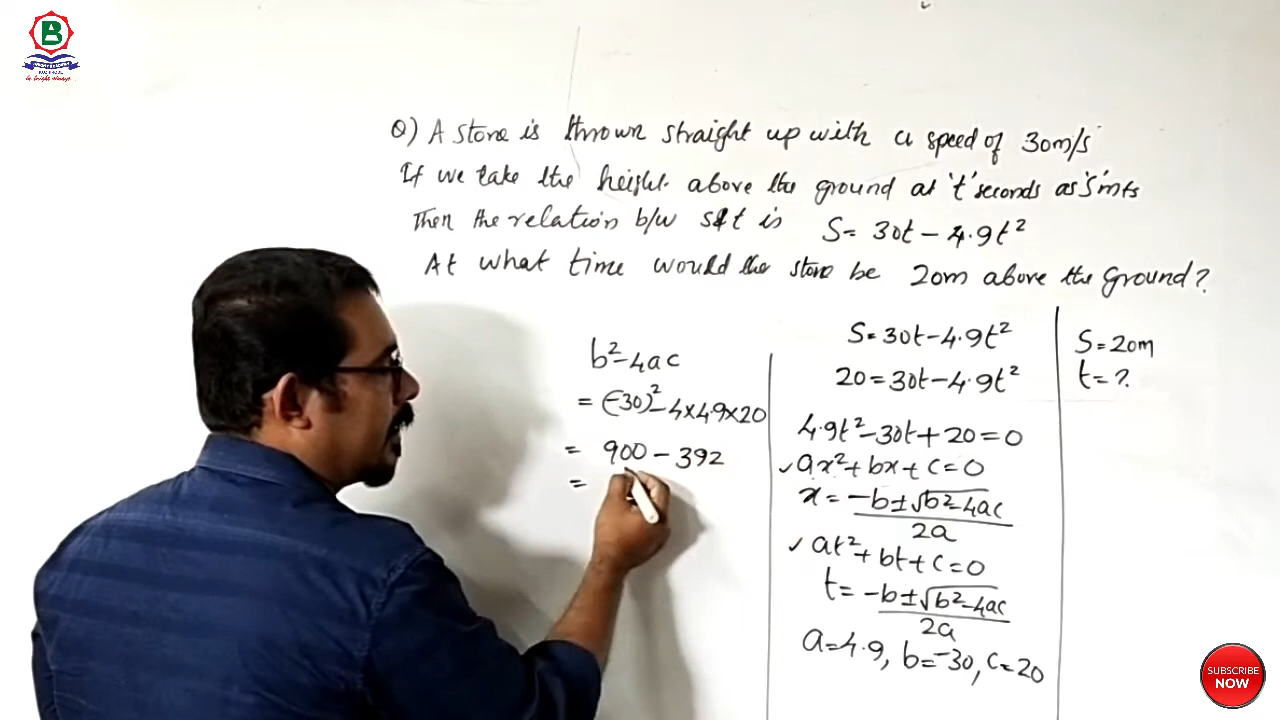 B
Q) A stone is thrown straight up with a speed of 30m/s
If we take the height above the ground at 't' seconds as 's' mts
Then the relation b/w s & t is S = 30t - 4.9t²
At what time would the stone be 20m above the ground?
b²-4ac
= (-30)² - 4×4.9×20
= 900 - 392
=
S = 30t - 4.9t²
20 = 30t - 4.9t²
4.9t² - 30t + 20 = 0
✓ ax² + bx + c = 0
x = -b ± √b²-4ac
2a
✓ at² + bt + c = 0
t = -b ± √b²-4ac
2a
a = 4.9, b = -30, c = 20
S = 20m
t = ?
SUBSCRIBE
NOW